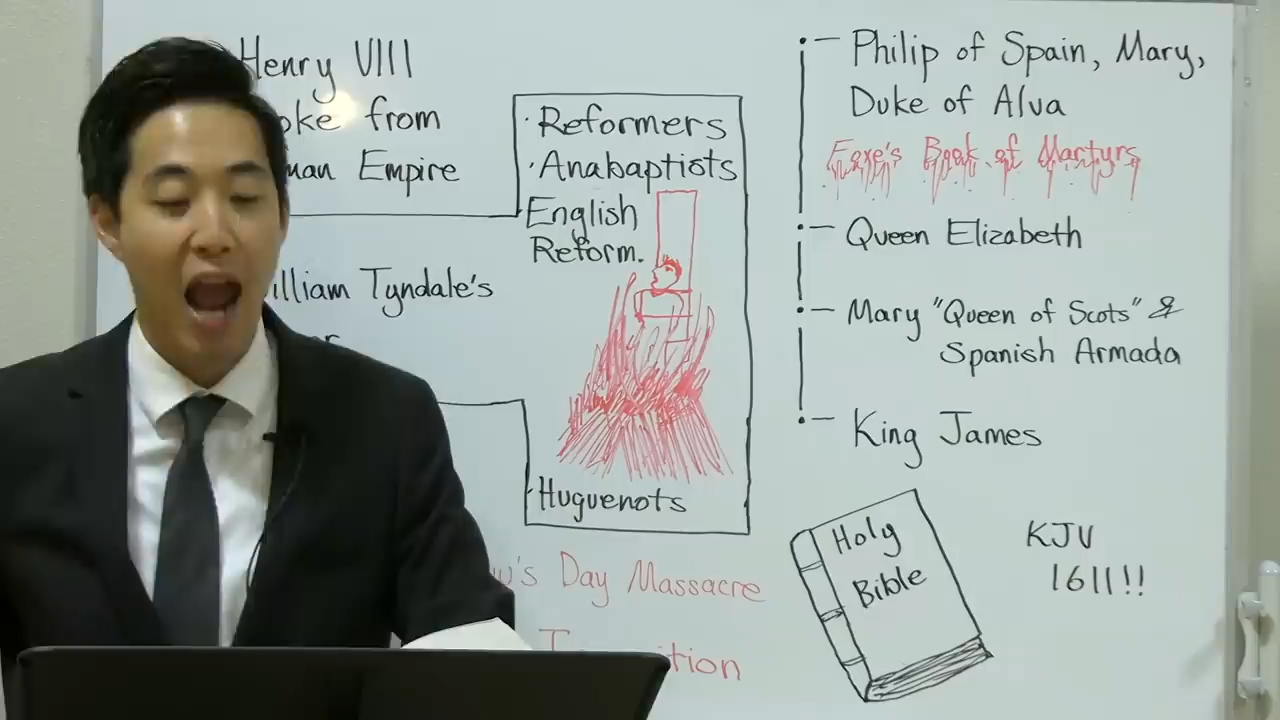 Henry VIII
oke from
man Empire
illiam Tyndale's
· Reformers
· Anabaptists
English
Reform.
· Huguenots
w's Day Massacre
ition
· — Philip of Spain, Mary,
Duke of Alva
Foxe's Book of Martyrs
· — Queen Elizabeth
· — Mary "Queen of Scots" &
Spanish Armada
· — King James
Holy
Bible
KJV
1611!!